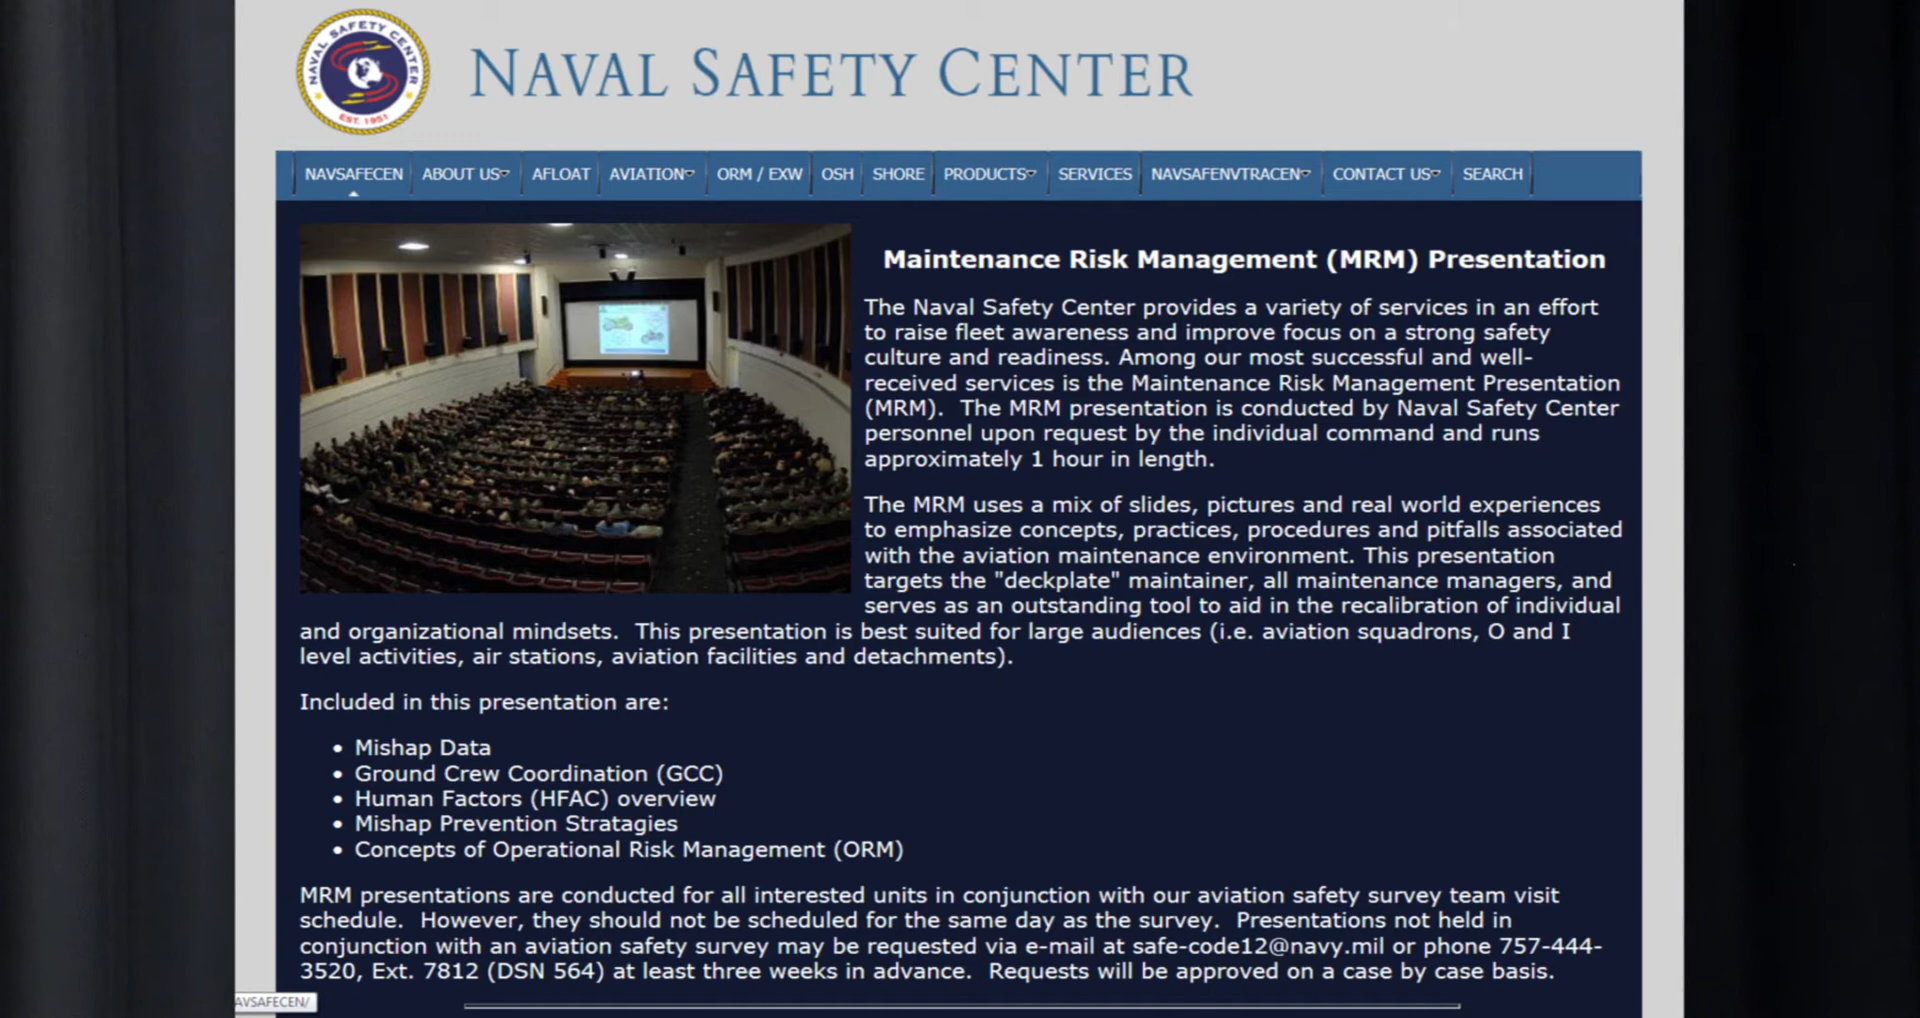 NAVAL SAFETY CENTER
EST. 1951
NAVAL SAFETY CENTER
NAVSAFECEN ABOUT US AFLOAT AVIATION ORM / EXW OSH SHORE PRODUCTS SERVICES NAVSAFENVTRACEN CONTACT US SEARCH
Maintenance Risk Management (MRM) Presentation
The Naval Safety Center provides a variety of services in an effort
to raise fleet awareness and improve focus on a strong safety
culture and readiness. Among our most successful and well-
received services is the Maintenance Risk Management Presentation
(MRM).  The MRM presentation is conducted by Naval Safety Center
personnel upon request by the individual command and runs
approximately 1 hour in length.
The MRM uses a mix of slides, pictures and real world experiences
to emphasize concepts, practices, procedures and pitfalls associated
with the aviation maintenance environment. This presentation
targets the "deckplate" maintainer, all maintenance managers, and
serves as an outstanding tool to aid in the recalibration of individual
and organizational mindsets.  This presentation is best suited for large audiences (i.e. aviation squadrons, O and I
level activities, air stations, aviation facilities and detachments).
Included in this presentation are:
• Mishap Data
• Ground Crew Coordination (GCC)
• Human Factors (HFAC) overview
• Mishap Prevention Stratagies
• Concepts of Operational Risk Management (ORM)
MRM presentations are conducted for all interested units in conjunction with our aviation safety survey team visit
schedule.  However, they should not be scheduled for the same day as the survey.  Presentations not held in
conjunction with an aviation safety survey may be requested via e-mail at safe-code12@navy.mil or phone 757-444-
3520, Ext. 7812 (DSN 564) at least three weeks in advance.  Requests will be approved on a case by case basis.
AVSAFECEN/